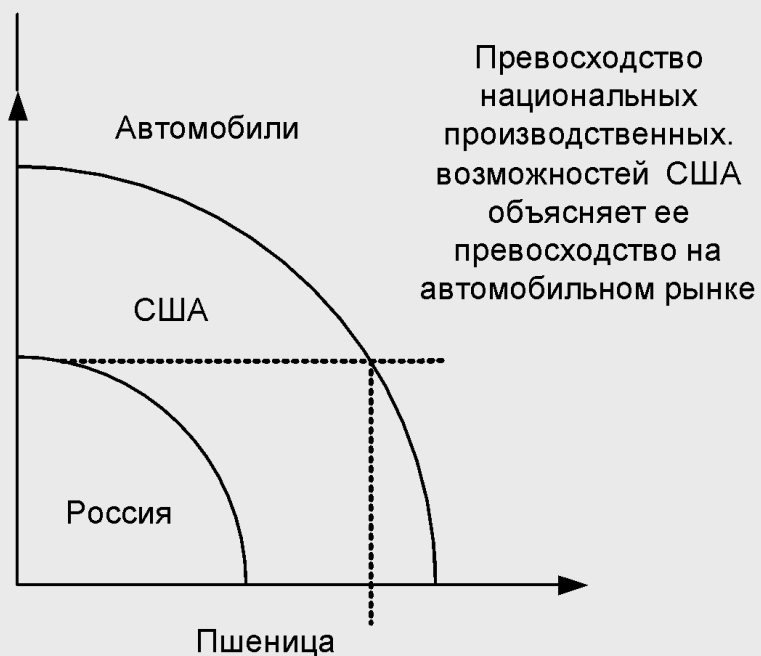 Превосходство
национальных
производственных.
возможностей США
объясняет ее
превосходство на
автомобильном рынке
Автомобили
США
Россия
Пшеница